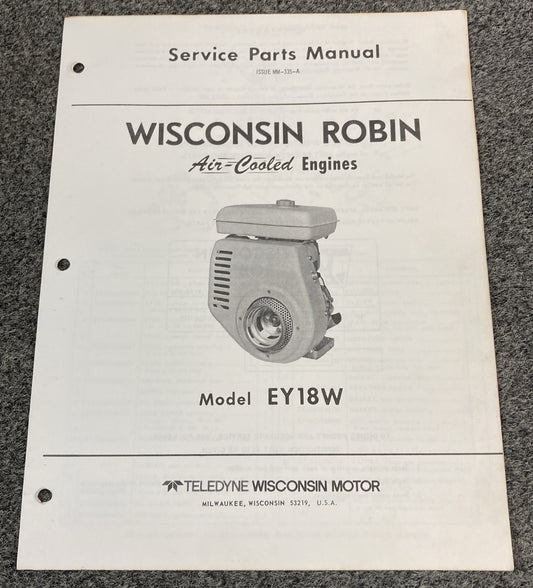 Service Parts Manual
ISSUE MM-335-A
WISCONSIN ROBIN
Air-Cooled Engines
Model EY18W
TELEDYNE WISCONSIN MOTOR
MILWAUKEE, WISCONSIN 53219, U.S.A.